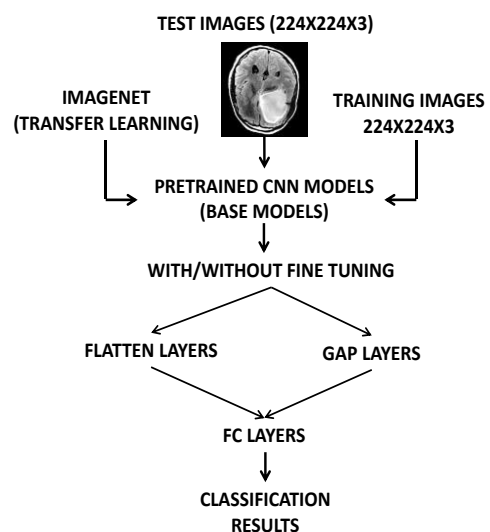 TEST IMAGES (224X224X3)
IMAGENET
(TRANSFER LEARNING)
TRAINING IMAGES
224X224X3
PRETRAINED CNN MODELS
(BASE MODELS)
WITH/WITHOUT FINE TUNING
FLATTEN LAYERS
GAP LAYERS
FC LAYERS
CLASSIFICATION
RESULTS